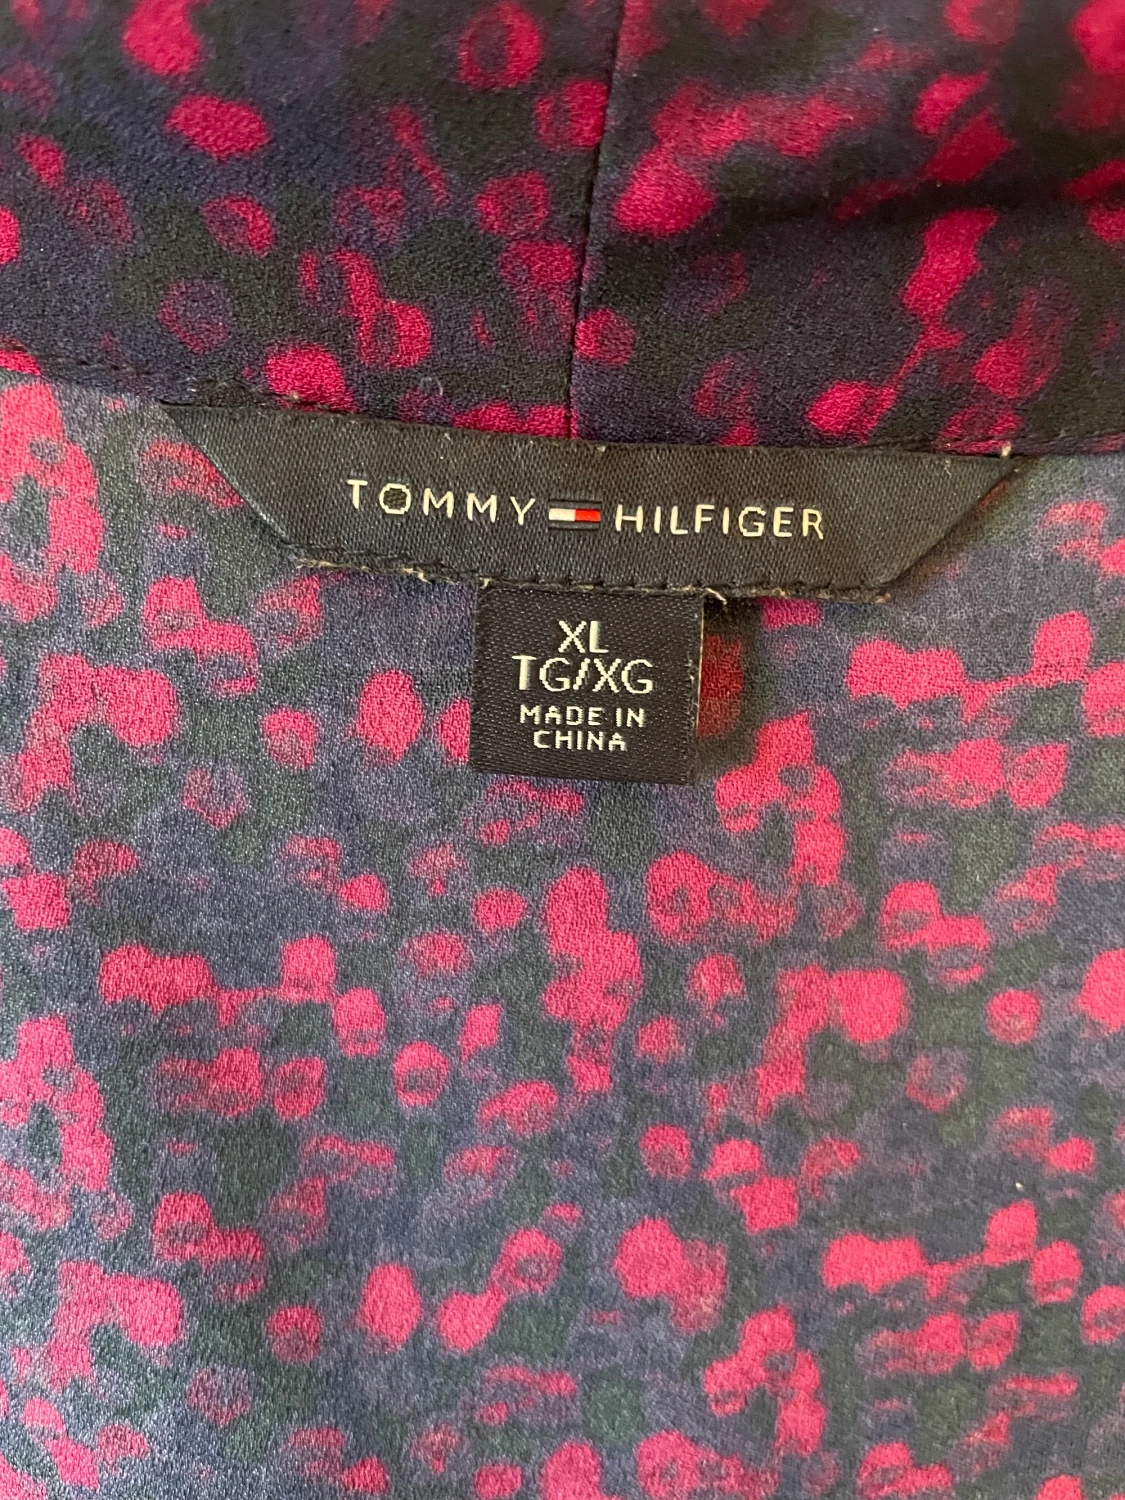 TOMMY HILFIGER
XL
TG/XG
MADE IN
CHINA